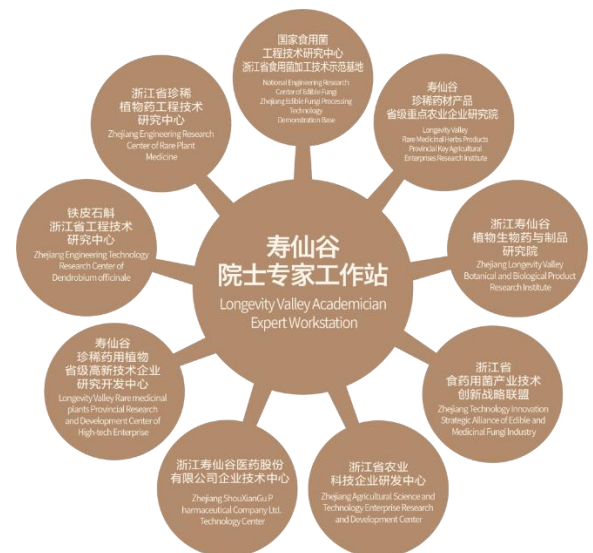 国家食用菌
工程技术研究中心
浙江省食用菌加工技术示范基地
National Engineering Research
Center of Edible Fungi
Zhejiang Edible Fungi Processing
Technology
Demonstration Base
寿仙谷
珍稀药材产品
省级重点农业企业研究院
Longevity Valley
Rare Medicinal Herbs Products
Provincial Key Agricultural
Enterprises Research Institute
浙江寿仙谷
植物生物药与制品
研究院
Zhejiang Longevity Valley
Botanical and Biological Product
Research Institute
浙江省
食药用菌产业技术
创新战略联盟
Zhejiang Technology Innovation
Strategic Alliance of Edible and
Medicinal Fungi Industry
浙江省农业
科技企业研发中心
Zhejiang Agricultural Science and
Technology Enterprise Research
and Development Center
浙江寿仙谷医药股份
有限公司企业技术中心
Zhejiang ShouXianGu P
harmaceutical Company Ltd.
Technology Center
寿仙谷
珍稀药用植物
省级高新技术企业
研究开发中心
Longevity Valley Rare medicinal
plants Provincial Research
and Development Center of
High-tech Enterprise
铁皮石斛
浙江省工程技术
研究中心
Zhejiang Engineering Technology
Research Center of
Dendrobium officinale
浙江省珍稀
植物药工程技术
研究中心
Zhejiang Engineering Research
Center of Rare Plant
Medicine
寿仙谷
院士专家工作站
Longevity Valley Academician
Expert Workstation